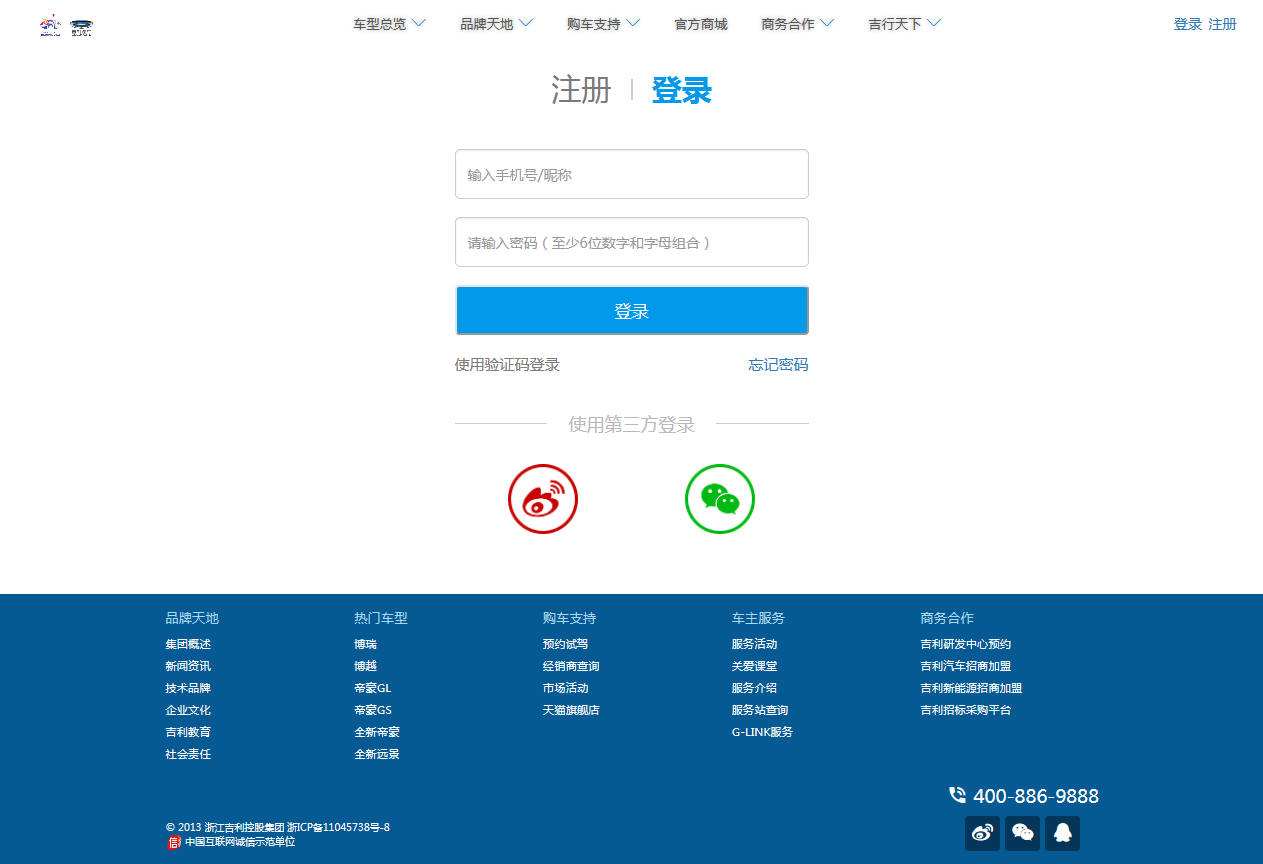 车型总览 品牌天地 购车支持 官方商城 商务合作 吉行天下 登录 注册
注册 | 登录
输入手机号/昵称
请输入密码（至少6位数字和字母组合）
登录
使用验证码登录 忘记密码
使用第三方登录
品牌天地 热门车型 购车支持 车主服务 商务合作
集团概述 博瑞 预约试驾 服务活动 吉利研发中心预约
新闻资讯 博越 经销商查询 关爱课堂 吉利汽车招商加盟
技术品牌 帝豪GL 市场活动 服务介绍 吉利新能源招商加盟
企业文化 帝豪GS 天猫旗舰店 服务站查询 吉利招标采购平台
吉利教育 全新帝豪 G-LINK服务
社会责任 全新远景
400-886-9888
© 2013 浙江吉利控股集团 浙ICP备11045738号-8
信 中国互联网诚信示范单位